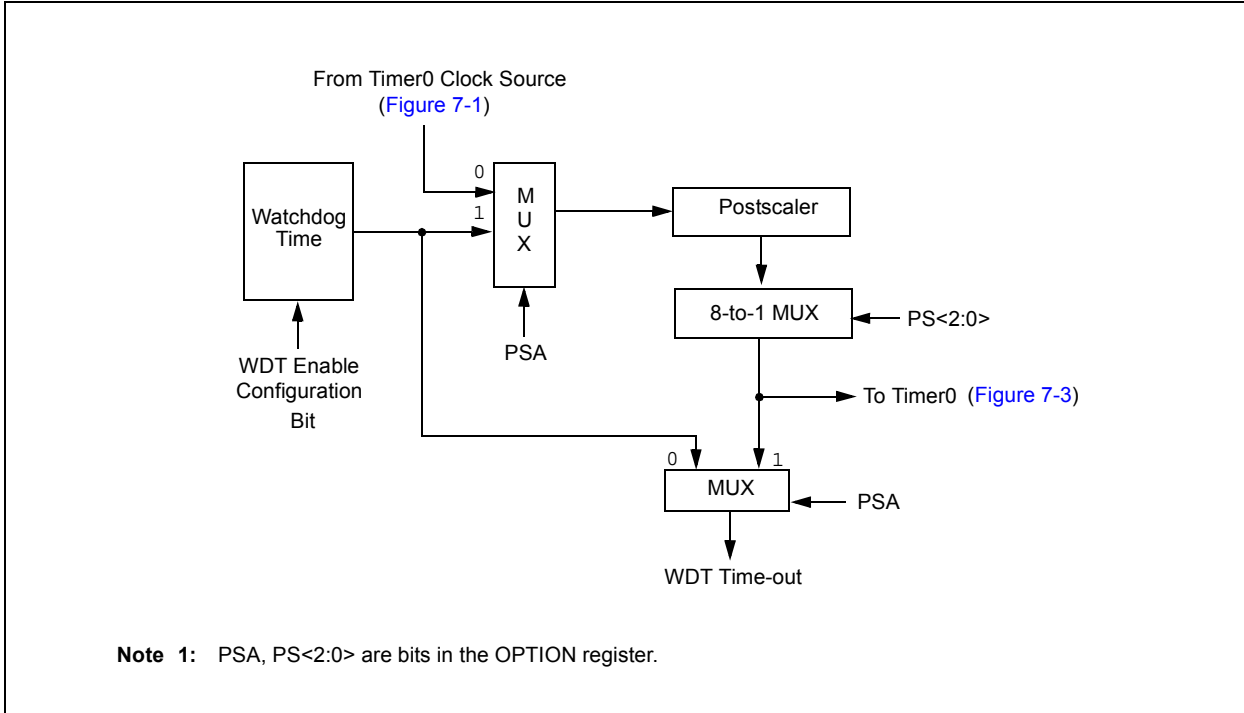 From Timer0 Clock Source
(Figure 7-1)
0
1
M
U
X
Watchdog
Time
Postscaler
8-to-1 MUX
PS<2:0>
PSA
WDT Enable
Configuration
Bit
To Timer0 (Figure 7-3)
0
1
MUX
PSA
WDT Time-out
Note 1: PSA, PS<2:0> are bits in the OPTION register.